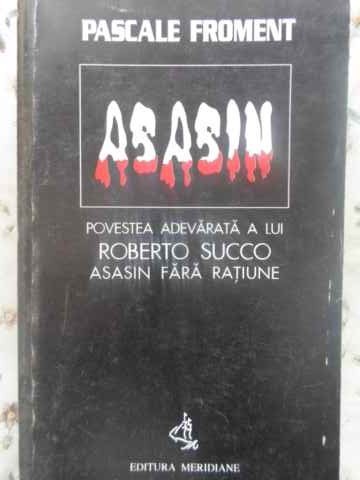 PASCALE FROMENT
ASASIN
POVESTEA ADEVĂRATĂ A LUI
ROBERTO SUCCO
ASASIN FĂRĂ RAȚIUNE
EDITURA MERIDIANE